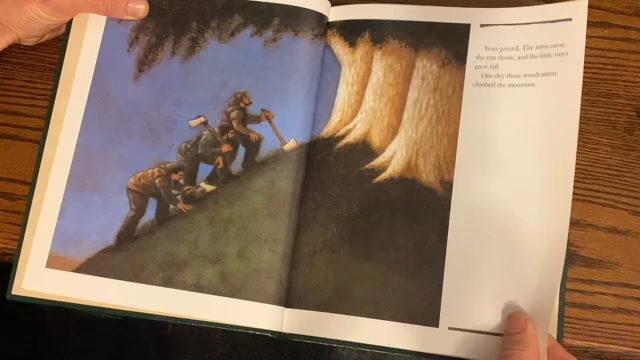 Years passed. The rains came,
the sun shone, and the little trees
grew tall.
One day three woodcutters
climbed the mountain.